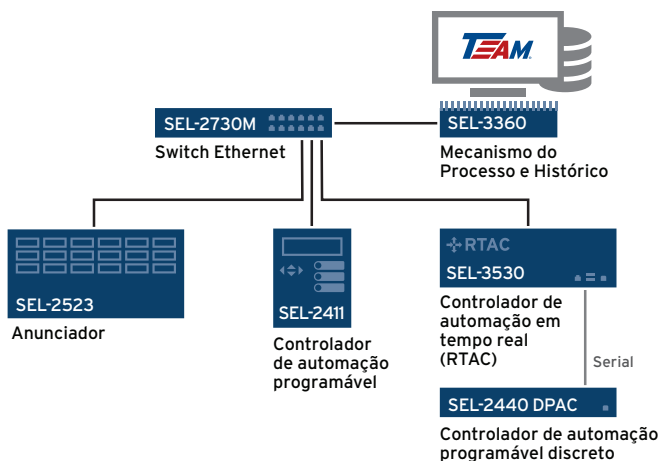 TEAM
SEL-2730M
SEL-3360
Switch Ethernet
Mecanismo do
Processo e Histórico
SEL-2523
Anunciador
SEL-2411
Controlador
de automação
programável
RTAC
SEL-3530
Controlador de
automação em
tempo real
(RTAC)
Serial
SEL-2440 DPAC
Controlador de automação
programável discreto